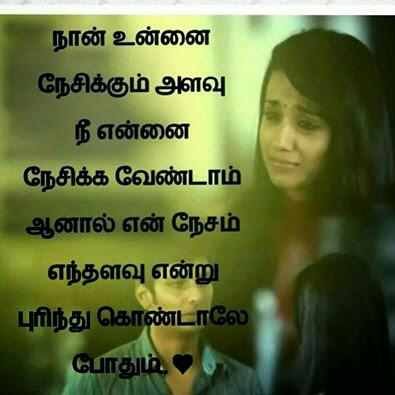 நான் உன்னை
நேசிக்கும் அளவு
நீ என்னை
நேசிக்க வேண்டாம்
ஆனால் என் நேசம்
எந்தளவு என்று
புரிந்து கொண்டாலே
போதும்..♥